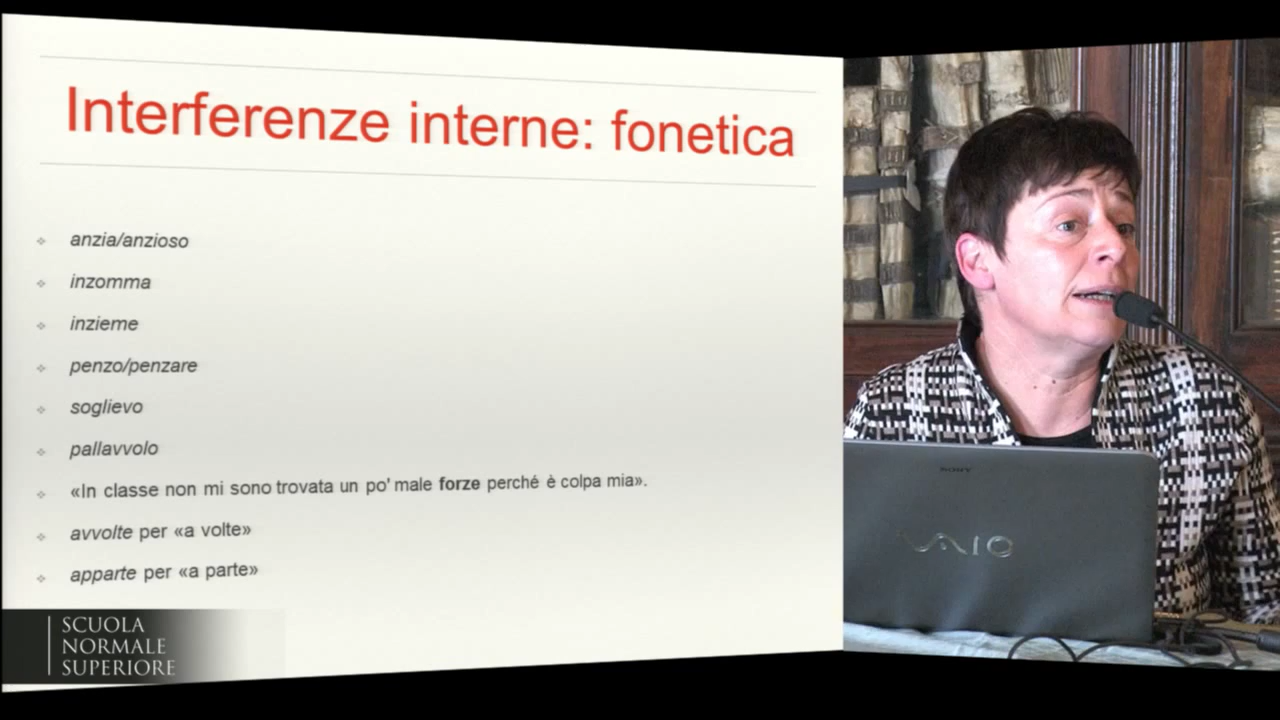 Interferenze interne: fonetica
anzia/anzioso
inzomma
inzieme
penzo/penzare
soglievo
pallavvolo
«In classe non mi sono trovata un po' male forze perché è colpa mia».
avvolte per «a volte»
apparte per «a parte»
SCUOLA
NORMALE
SUPERIORE
SONY
VAIO